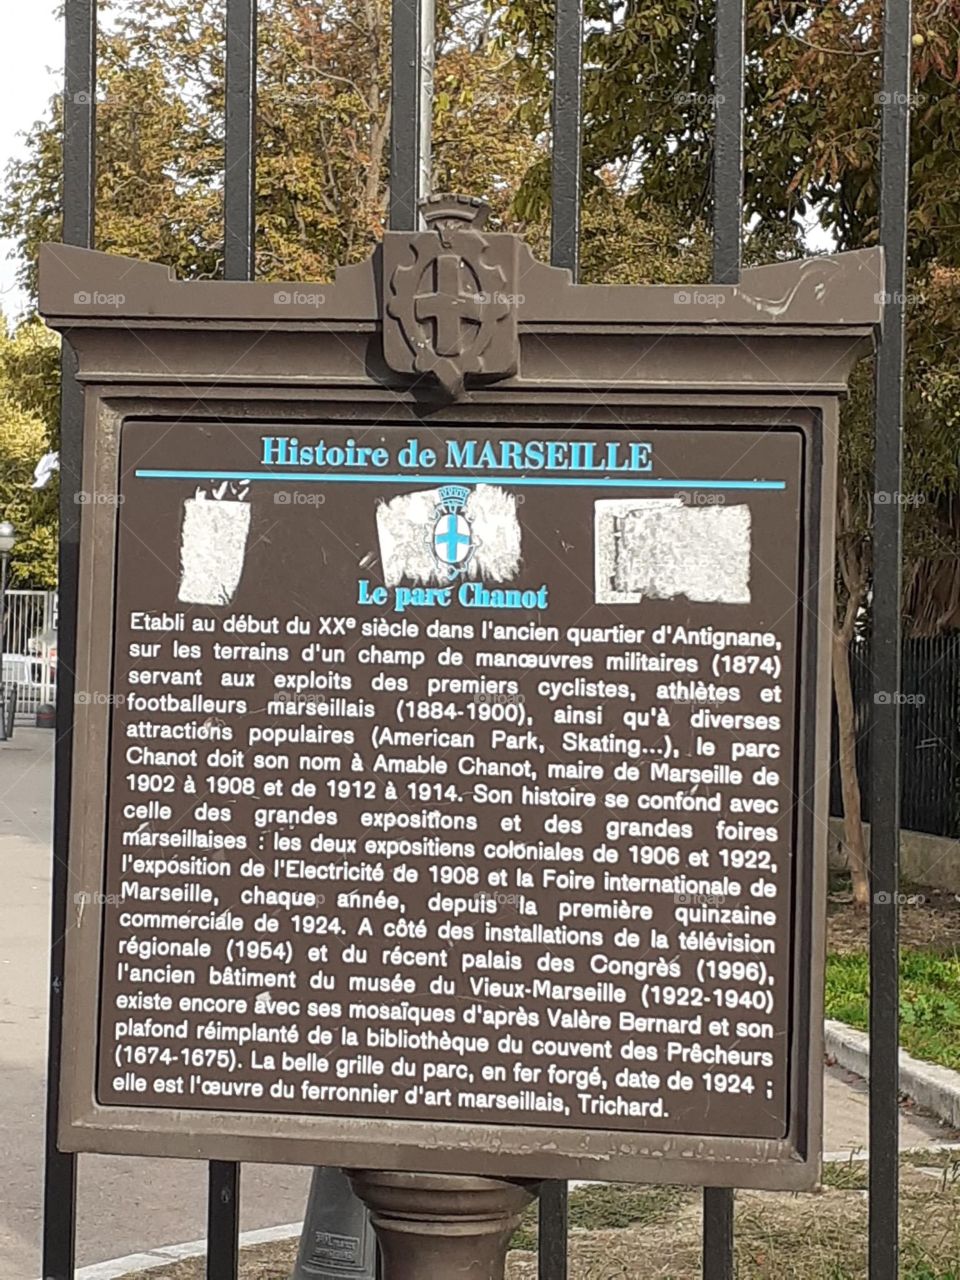 Histoire de MARSEILLE
Le parc Chanot
Etabli au début du XXe siècle dans l'ancien quartier d'Antignane,
sur les terrains d'un champ de manœuvres militaires (1874)
servant aux exploits des premiers cyclistes, athlètes et
footballeurs marseillais (1884-1900), ainsi qu'à diverses
attractions populaires (American Park, Skating...), le parc
Chanot doit son nom à Amable Chanot, maire de Marseille de
1902 à 1908 et de 1912 à 1914. Son histoire se confond avec
celle des grandes expositions et des grandes foires
marseillaises : les deux expositions coloniales de 1906 et 1922,
l'exposition de l'Electricité de 1908 et la Foire internationale de
Marseille, chaque année, depuis la première quinzaine
commerciale de 1924. A côté des installations de la télévision
régionale (1954) et du récent palais des Congrès (1996),
l'ancien bâtiment du musée du Vieux-Marseille (1922-1940)
existe encore avec ses mosaïques d'après Valère Bernard et son
plafond réimplanté de la bibliothèque du couvent des Prêcheurs
(1674-1675). La belle grille du parc, en fer forgé, date de 1924 ;
elle est l'œuvre du ferronnier d'art marseillais, Trichard.